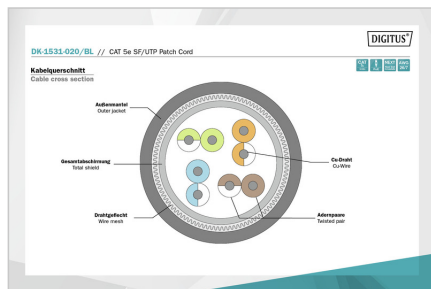 DIGITUS®
DK-1531-020/BL // CAT 5e SF/UTP Patch Cord
Kabelquerschnitt
Cable cross section
Außenmantel
Outer jacket
Gesamtabschirmung
Total shield
Cu-Draht
Cu-Wire
Drahtgeflecht
Wire mesh
Adernpaare
Twisted pair